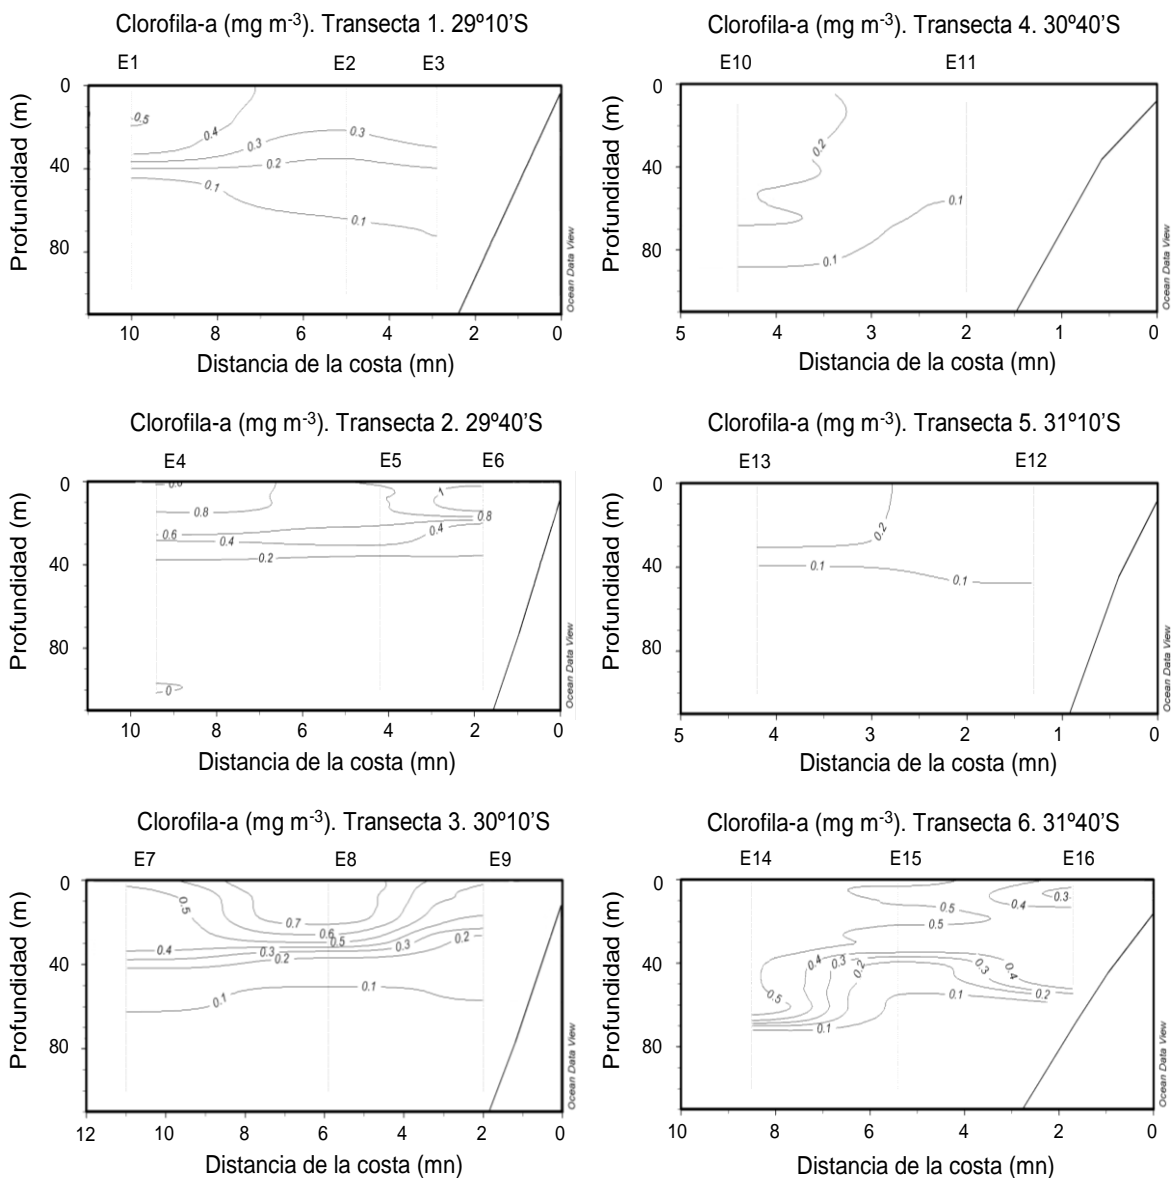 Clorofila-a (mg m-3). Transecta 1. 29º10'S
E1 E2 E3
Profundidad (m)
0
40
80
0.5
0.4
0.3
0.3
0.2
0.1
0.1
10 8 6 4 2 0
Distancia de la costa (mn)
Ocean Data View
Clorofila-a (mg m-3). Transecta 4. 30º40'S
E10 E11
Profundidad (m)
0
40
80
0.2
0.1
0.1
5 4 3 2 1 0
Distancia de la costa (mn)
Ocean Data View
Clorofila-a (mg m-3). Transecta 2. 29º40'S
E4 E5 E6
Profundidad (m)
0
40
80
0.8
1
0.8
0.6
0.4
0.4
0.2
0
10 8 6 4 2 0
Distancia de la costa (mn)
Ocean Data View
Clorofila-a (mg m-3). Transecta 5. 31º10'S
E13 E12
Profundidad (m)
0
40
80
0.2
0.1
0.1
5 4 3 2 1 0
Distancia de la costa (mn)
Ocean Data View
Clorofila-a (mg m-3). Transecta 3. 30º10'S
E7 E8 E9
Profundidad (m)
0
40
80
0.5
0.7
0.6
0.5
0.4
0.3
0.3
0.2
0.2
0.1
0.1
12 10 8 6 4 2 0
Distancia de la costa (mn)
Ocean Data View
Clorofila-a (mg m-3). Transecta 6. 31º40'S
E14 E15 E16
Profundidad (m)
0
40
80
0.5
0.4
0.3
0.5
0.4
0.3
0.2
0.3
0.4
0.5
0.1
0.2
0.1
10 8 6 4 2 0
Distancia de la costa (mn)
Ocean Data View